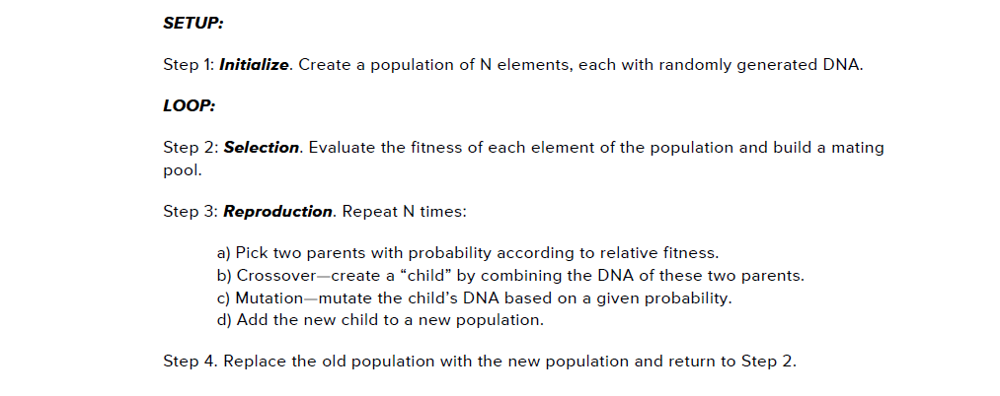 SETUP:
Step 1: Initialize. Create a population of N elements, each with randomly generated DNA.
LOOP:
Step 2: Selection. Evaluate the fitness of each element of the population and build a mating
pool.
Step 3: Reproduction. Repeat N times:
a) Pick two parents with probability according to relative fitness.
b) Crossover—create a “child” by combining the DNA of these two parents.
c) Mutation—mutate the child’s DNA based on a given probability.
d) Add the new child to a new population.
Step 4. Replace the old population with the new population and return to Step 2.